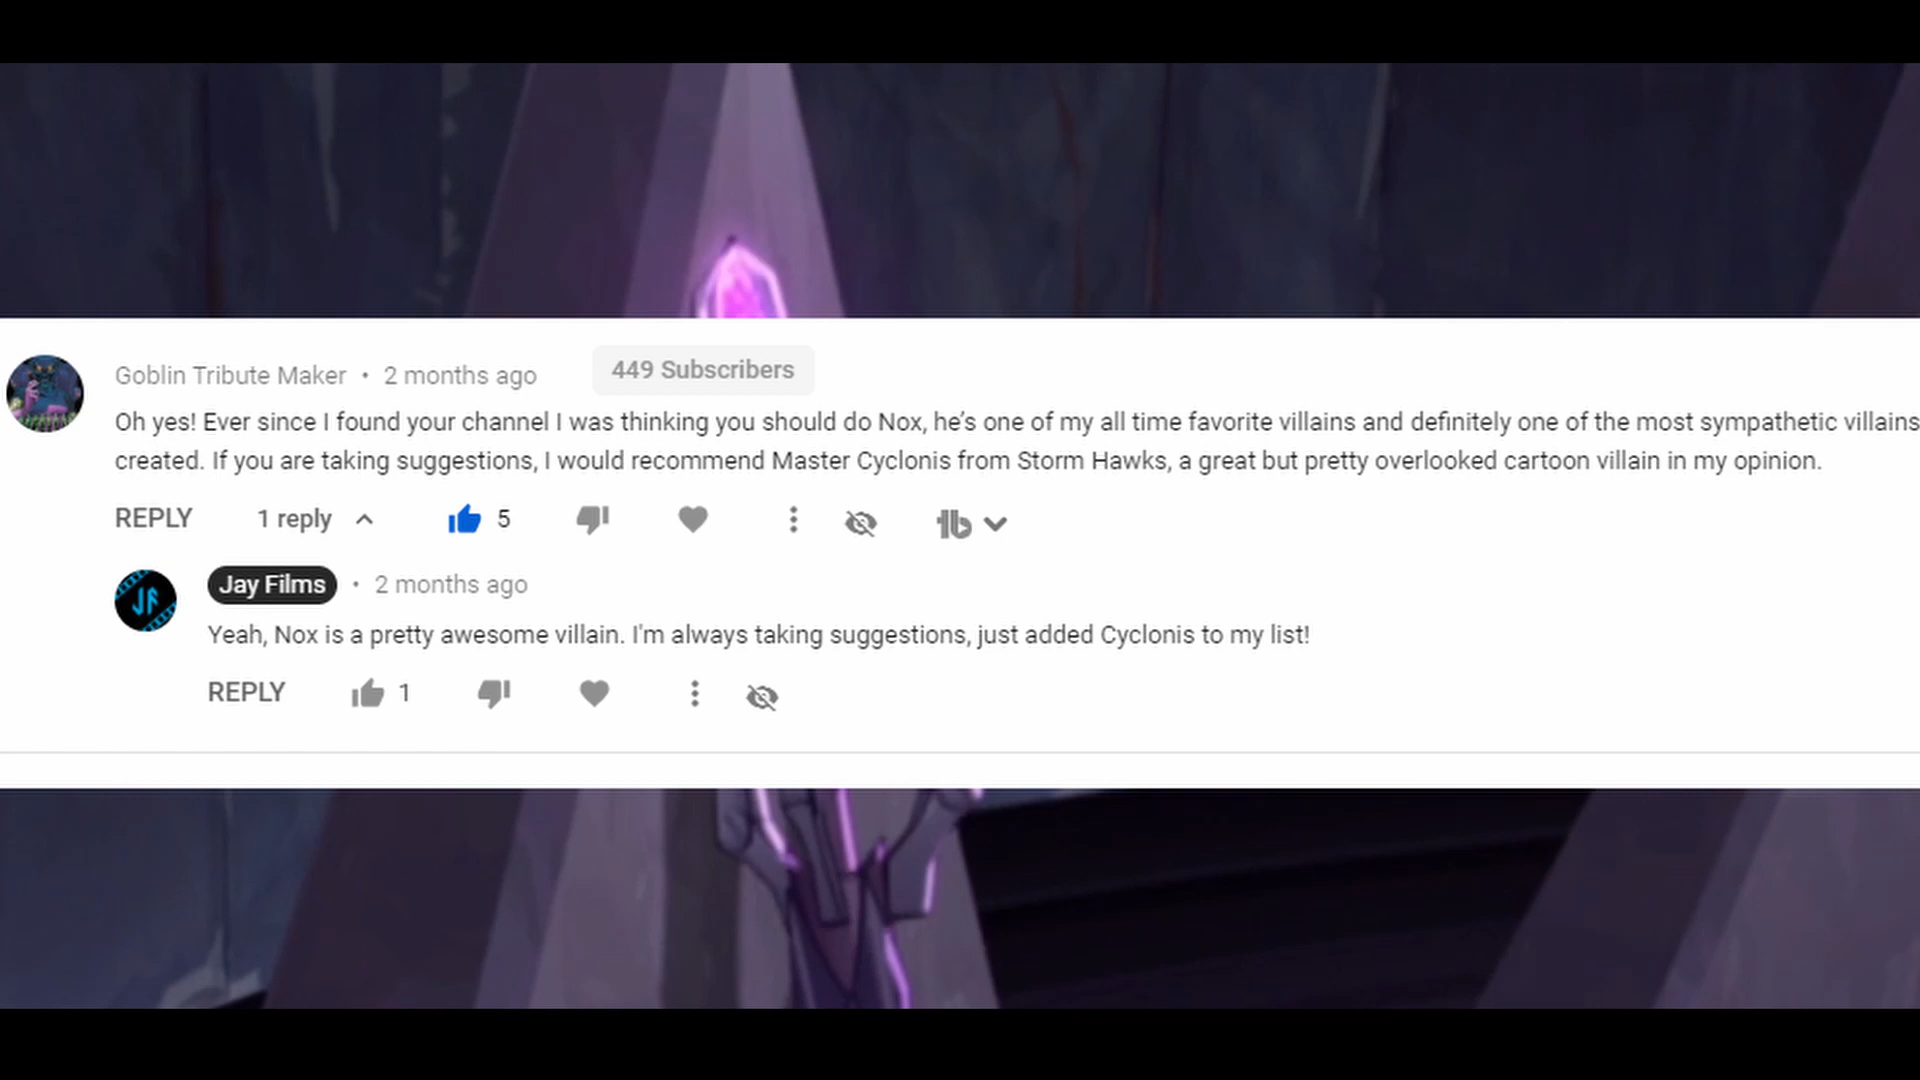 Goblin Tribute Maker • 2 months ago 449 Subscribers
Oh yes! Ever since I found your channel I was thinking you should do Nox, he’s one of my all time favorite villains and definitely one of the most sympathetic villains
created. If you are taking suggestions, I would recommend Master Cyclonis from Storm Hawks, a great but pretty overlooked cartoon villain in my opinion.
REPLY 1 reply 5
JF Jay Films • 2 months ago
Yeah, Nox is a pretty awesome villain. I'm always taking suggestions, just added Cyclonis to my list!
REPLY 1